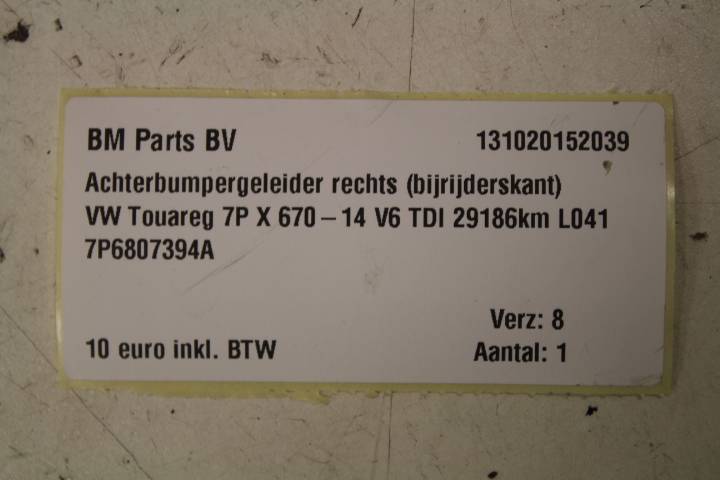 BM Parts BV 131020152039
Achterbumpergeleider rechts (bijrijderskant)
VW Touareg 7P X 670-14 V6 TDI 29186km L041
7P6807394A
Verz: 8
10 euro inkl. BTW Aantal: 1